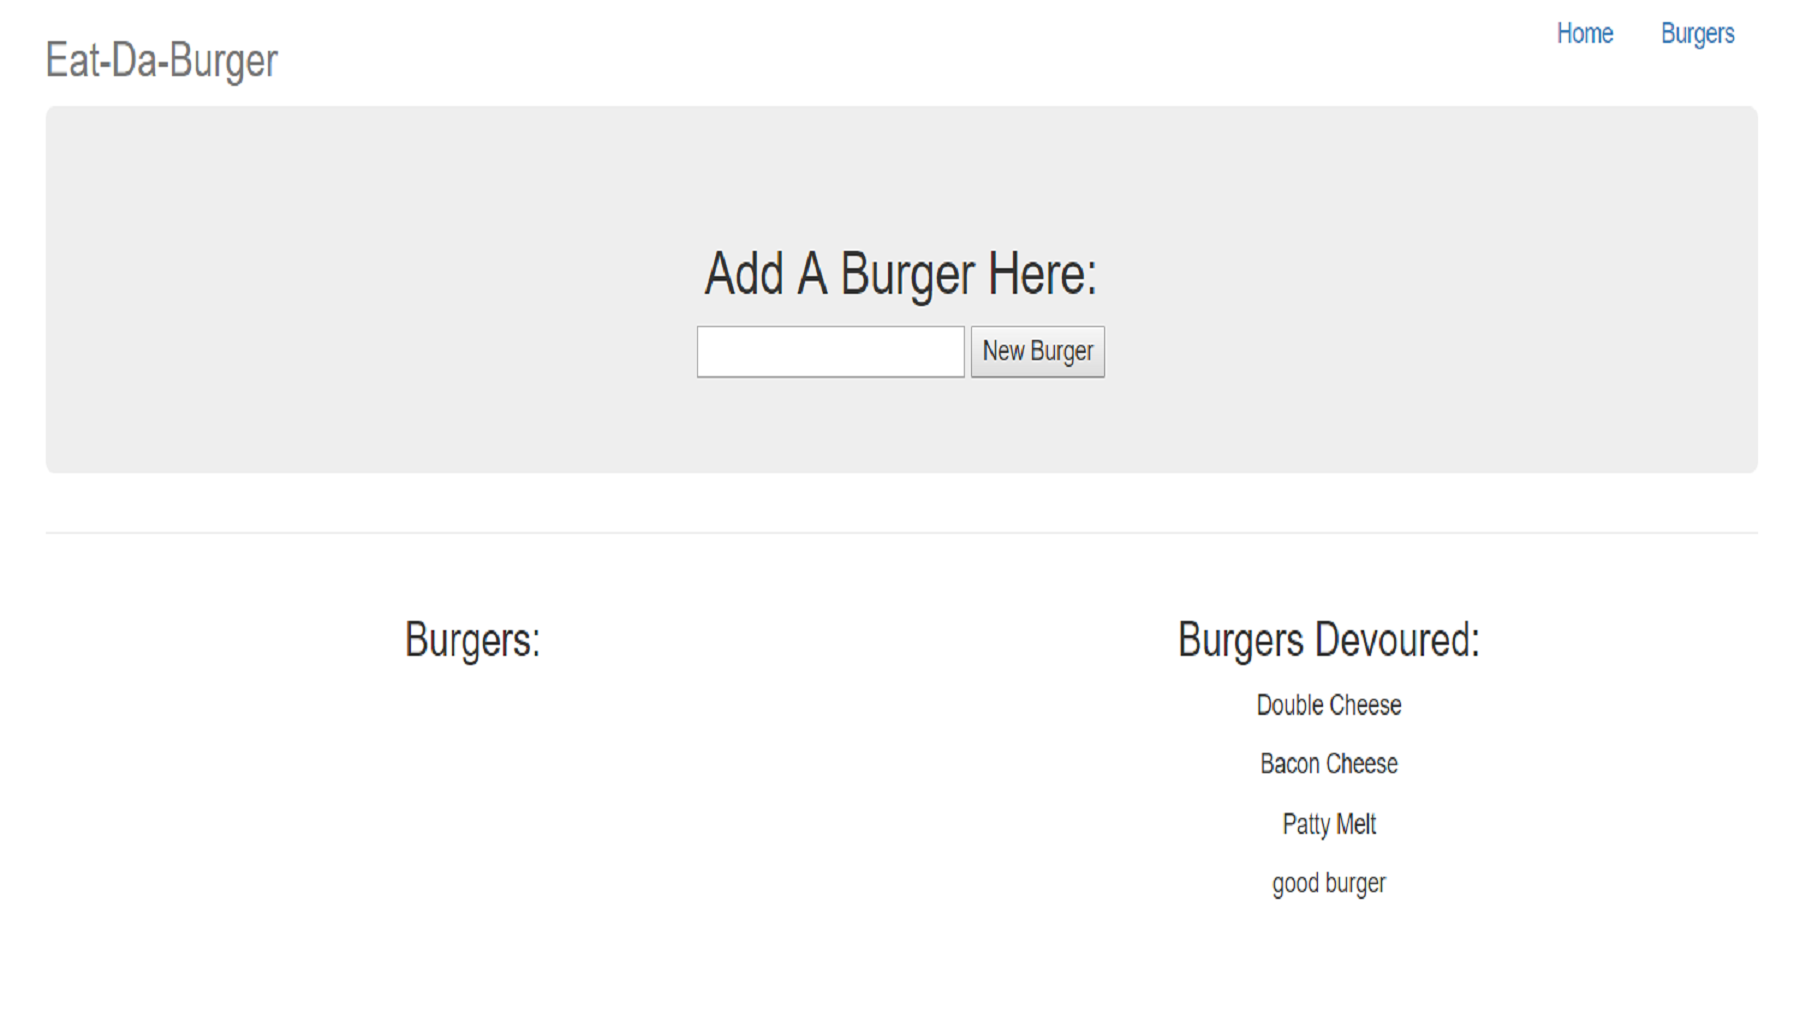 Eat-Da-Burger
Home
Burgers
Add A Burger Here:
New Burger
Burgers:
Burgers Devoured:
Double Cheese
Bacon Cheese
Patty Melt
good burger